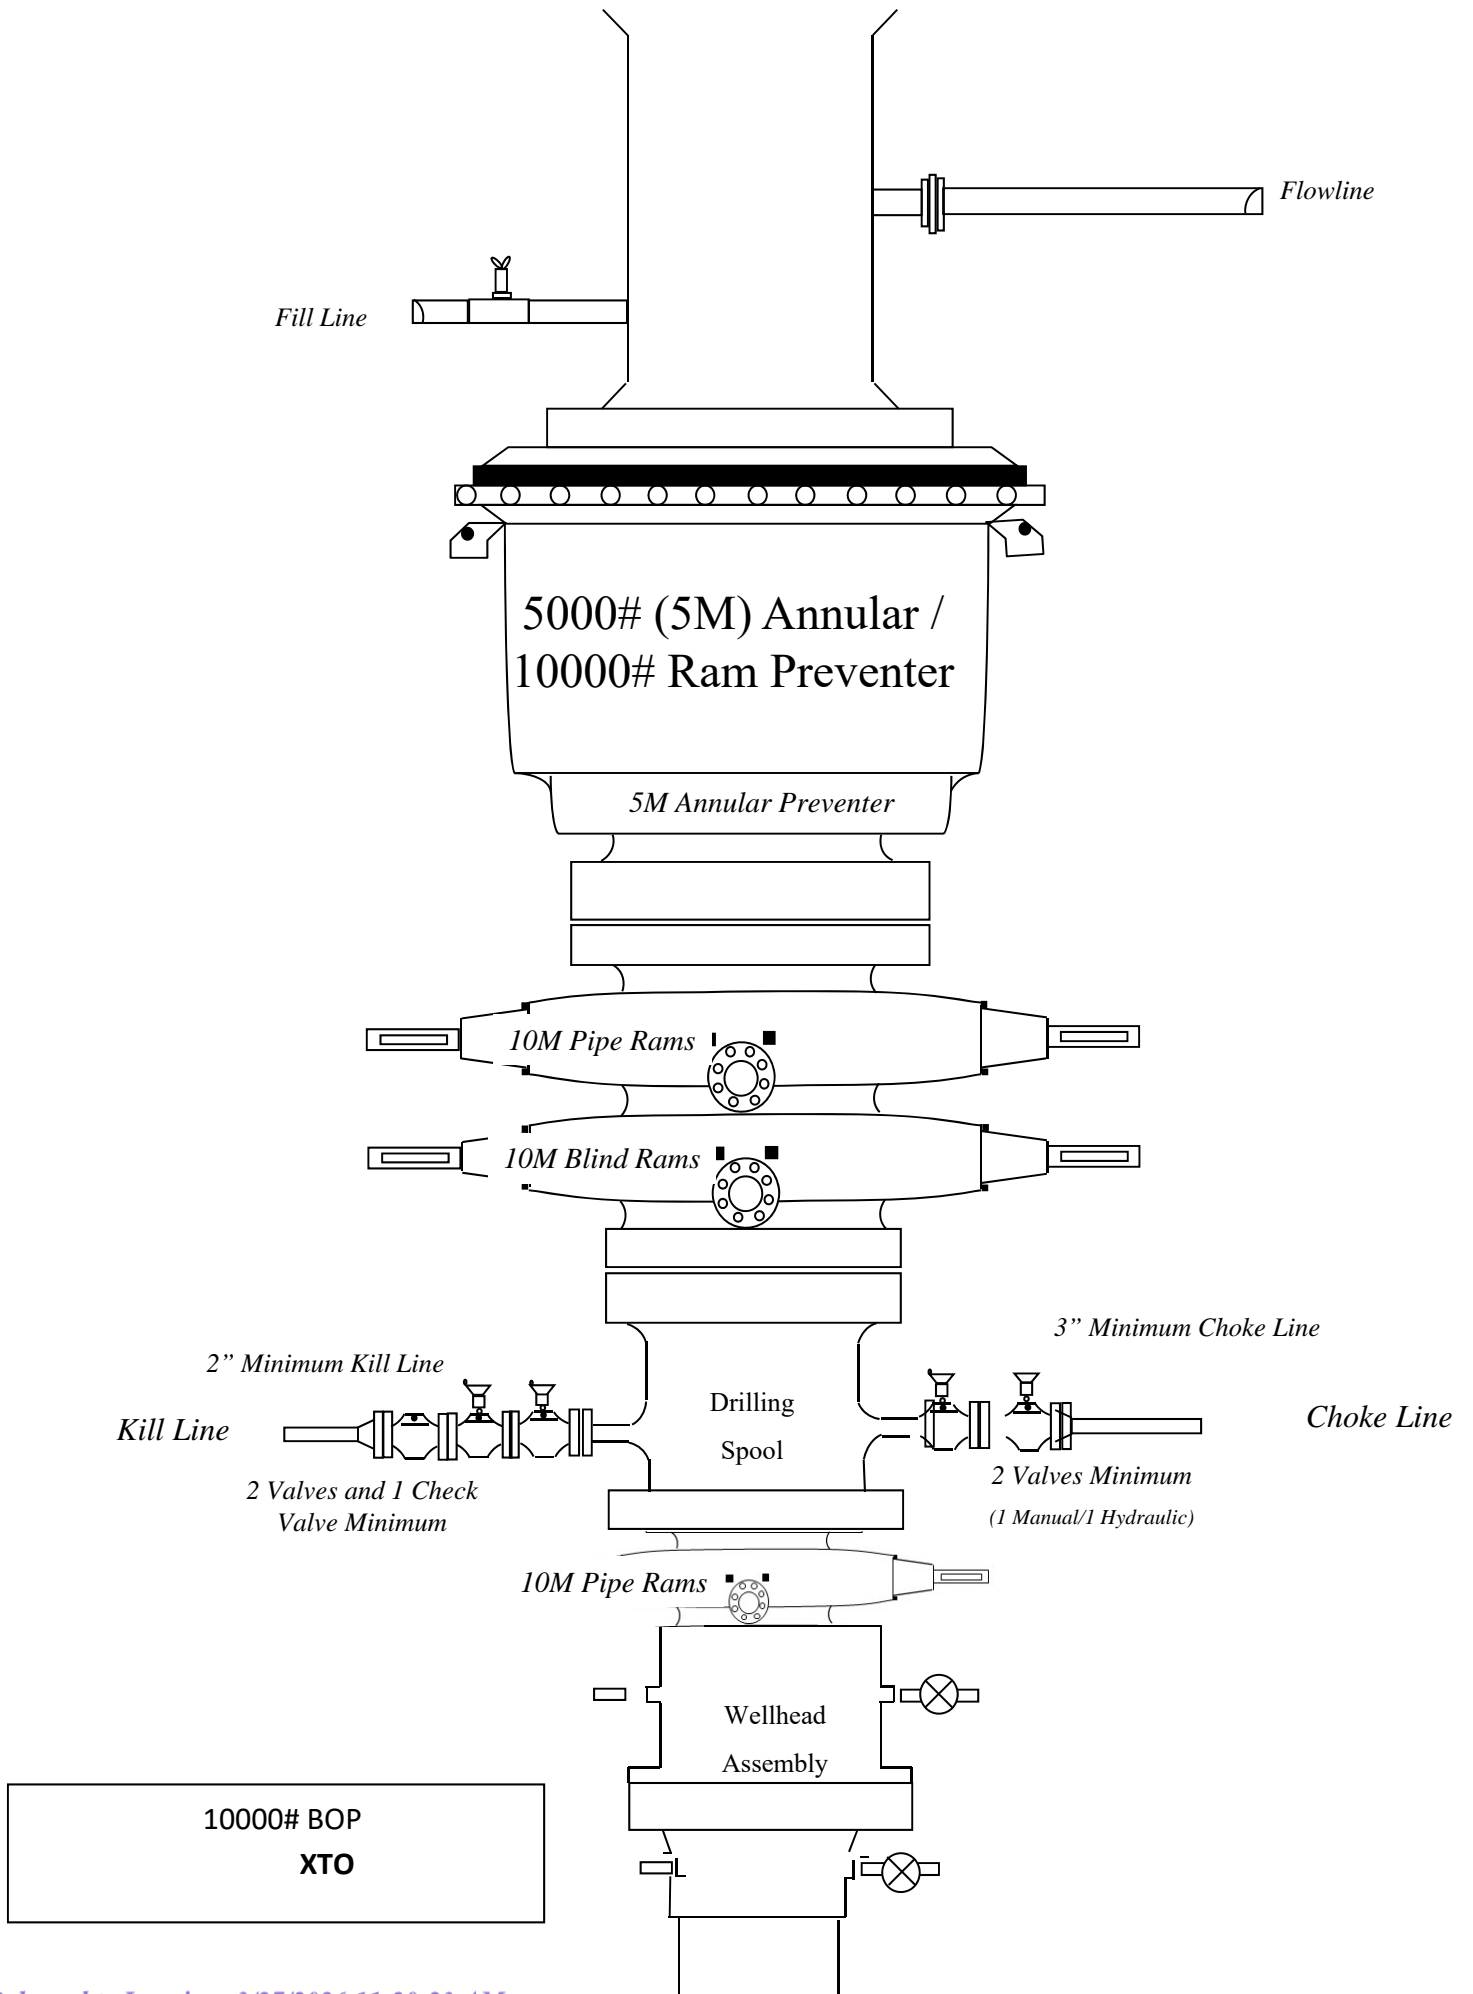 Flowline
Fill Line
5000# (5M) Annular /
10000# Ram Preventer
5M Annular Preventer
10M Pipe Rams
10M Blind Rams
3” Minimum Choke Line
2” Minimum Kill Line
Drilling
Spool
Kill Line
Choke Line
2 Valves and 1 Check
Valve Minimum
2 Valves Minimum
(1 Manual/1 Hydraulic)
10M Pipe Rams
Wellhead
Assembly
10000# BOP
XTO